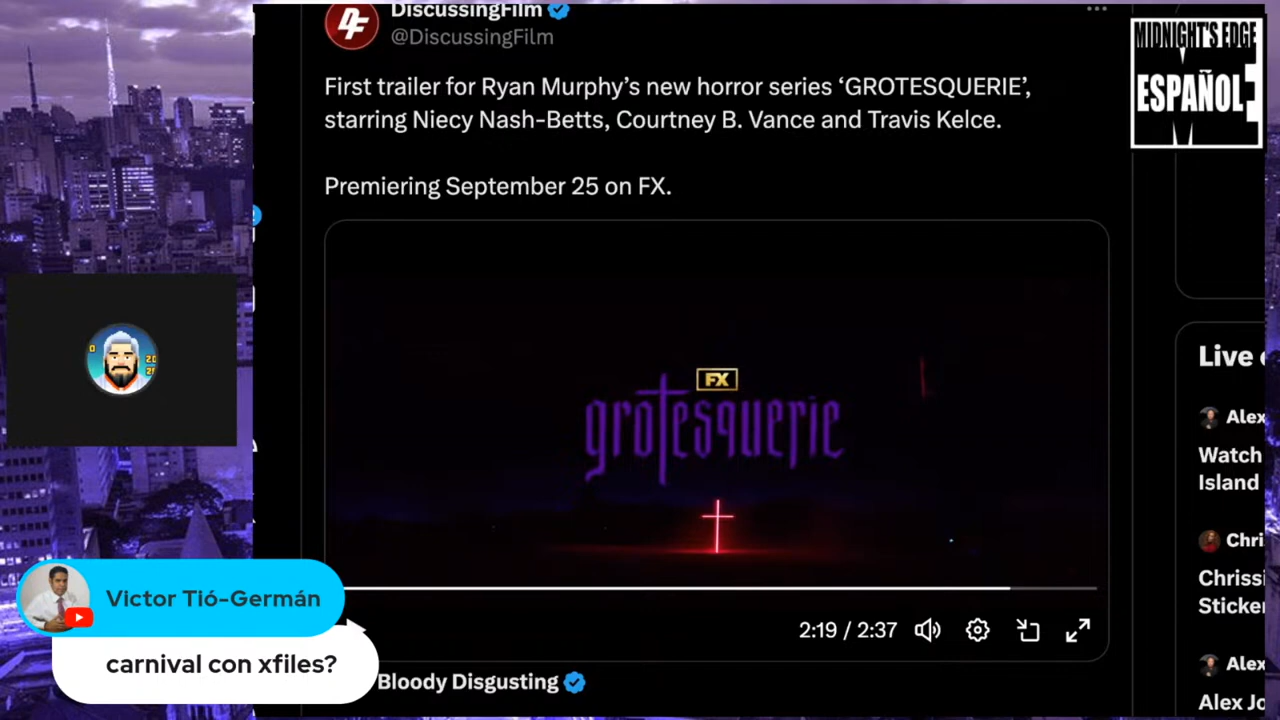 DiscussingFilm
@DiscussingFilm
First trailer for Ryan Murphy’s new horror series ‘GROTESQUERIE’,
starring Niecy Nash-Betts, Courtney B. Vance and Travis Kelce.
Premiering September 25 on FX.
MIDNIGHT'S EDGE
ESPAÑOL
FX
grotesquerie
2:19 / 2:37
Bloody Disgusting
Live
Alex
Watch
Island
Chri
Chrissi
Sticker
Alex
Alex Jo
Victor Tió-Germán
carnival con xfiles?